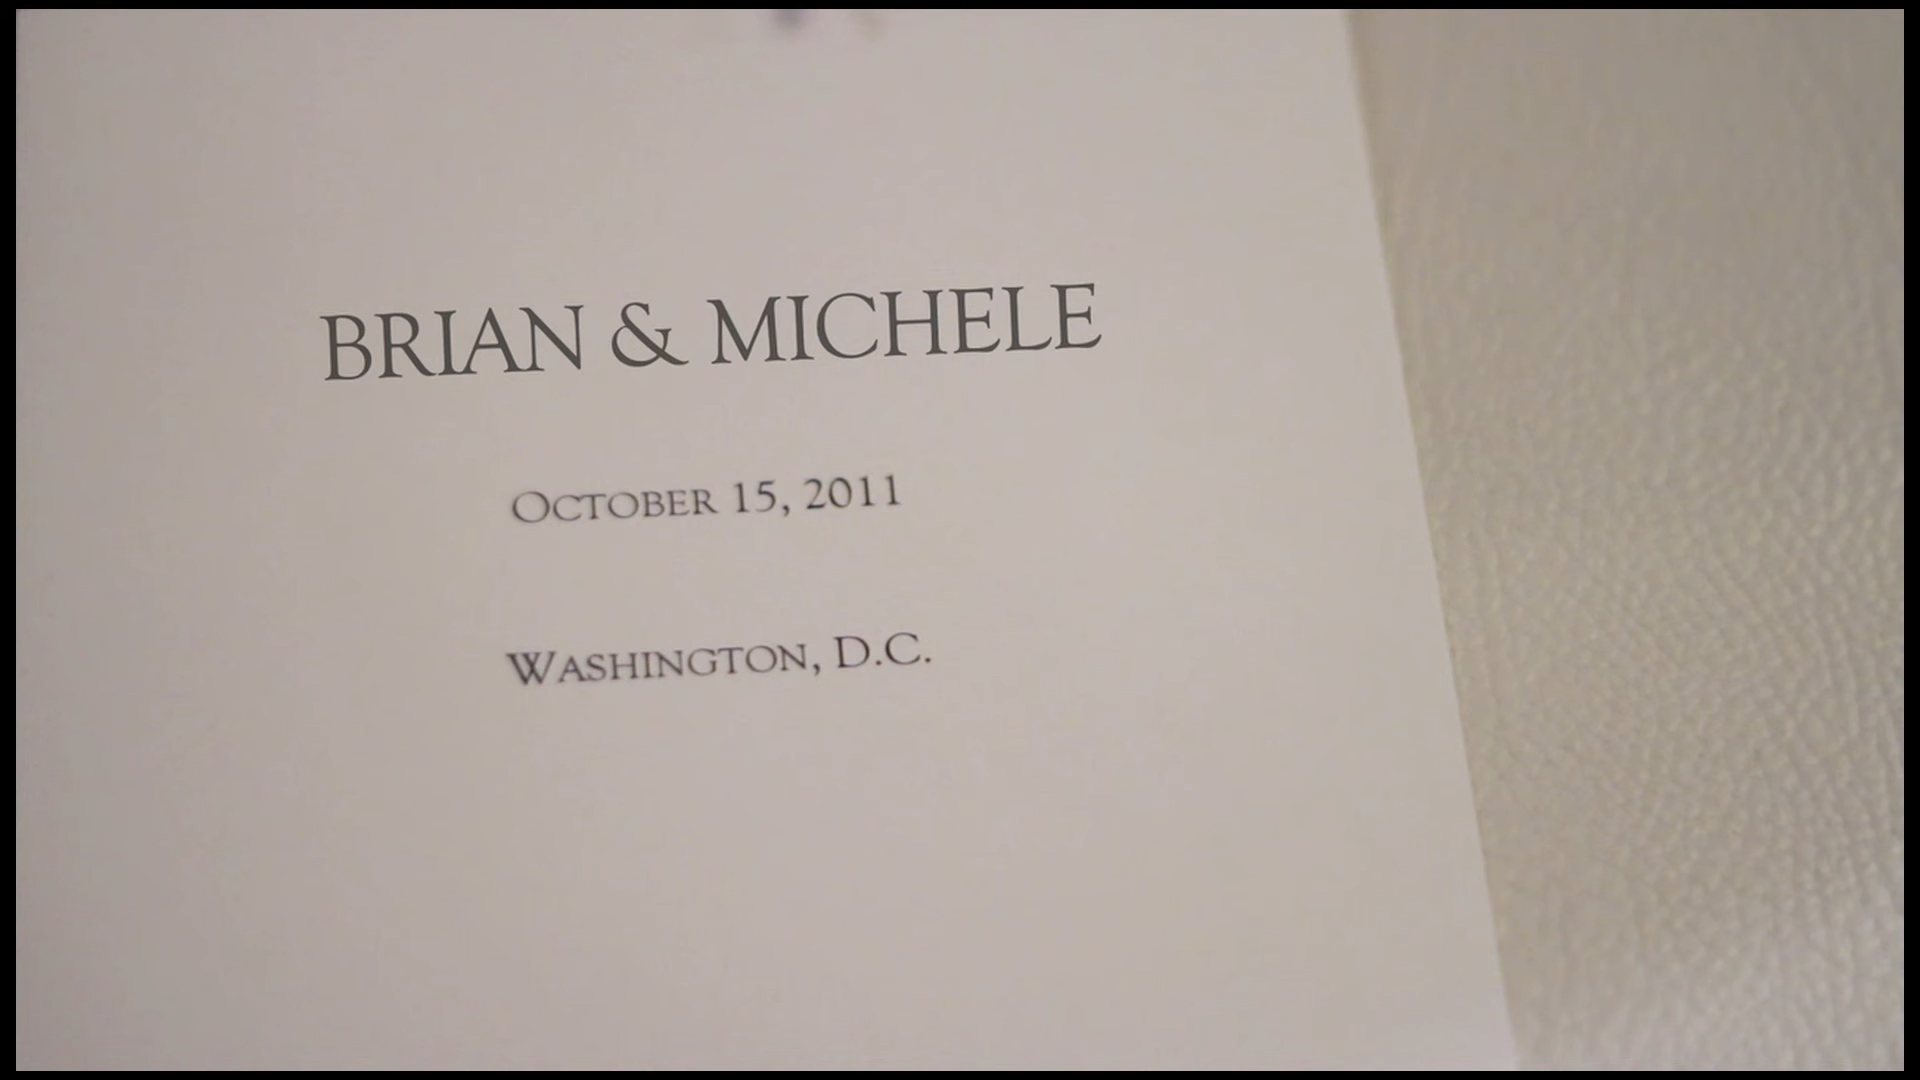 BRIAN & MICHELE
OCTOBER 15, 2011
WASHINGTON, D.C.